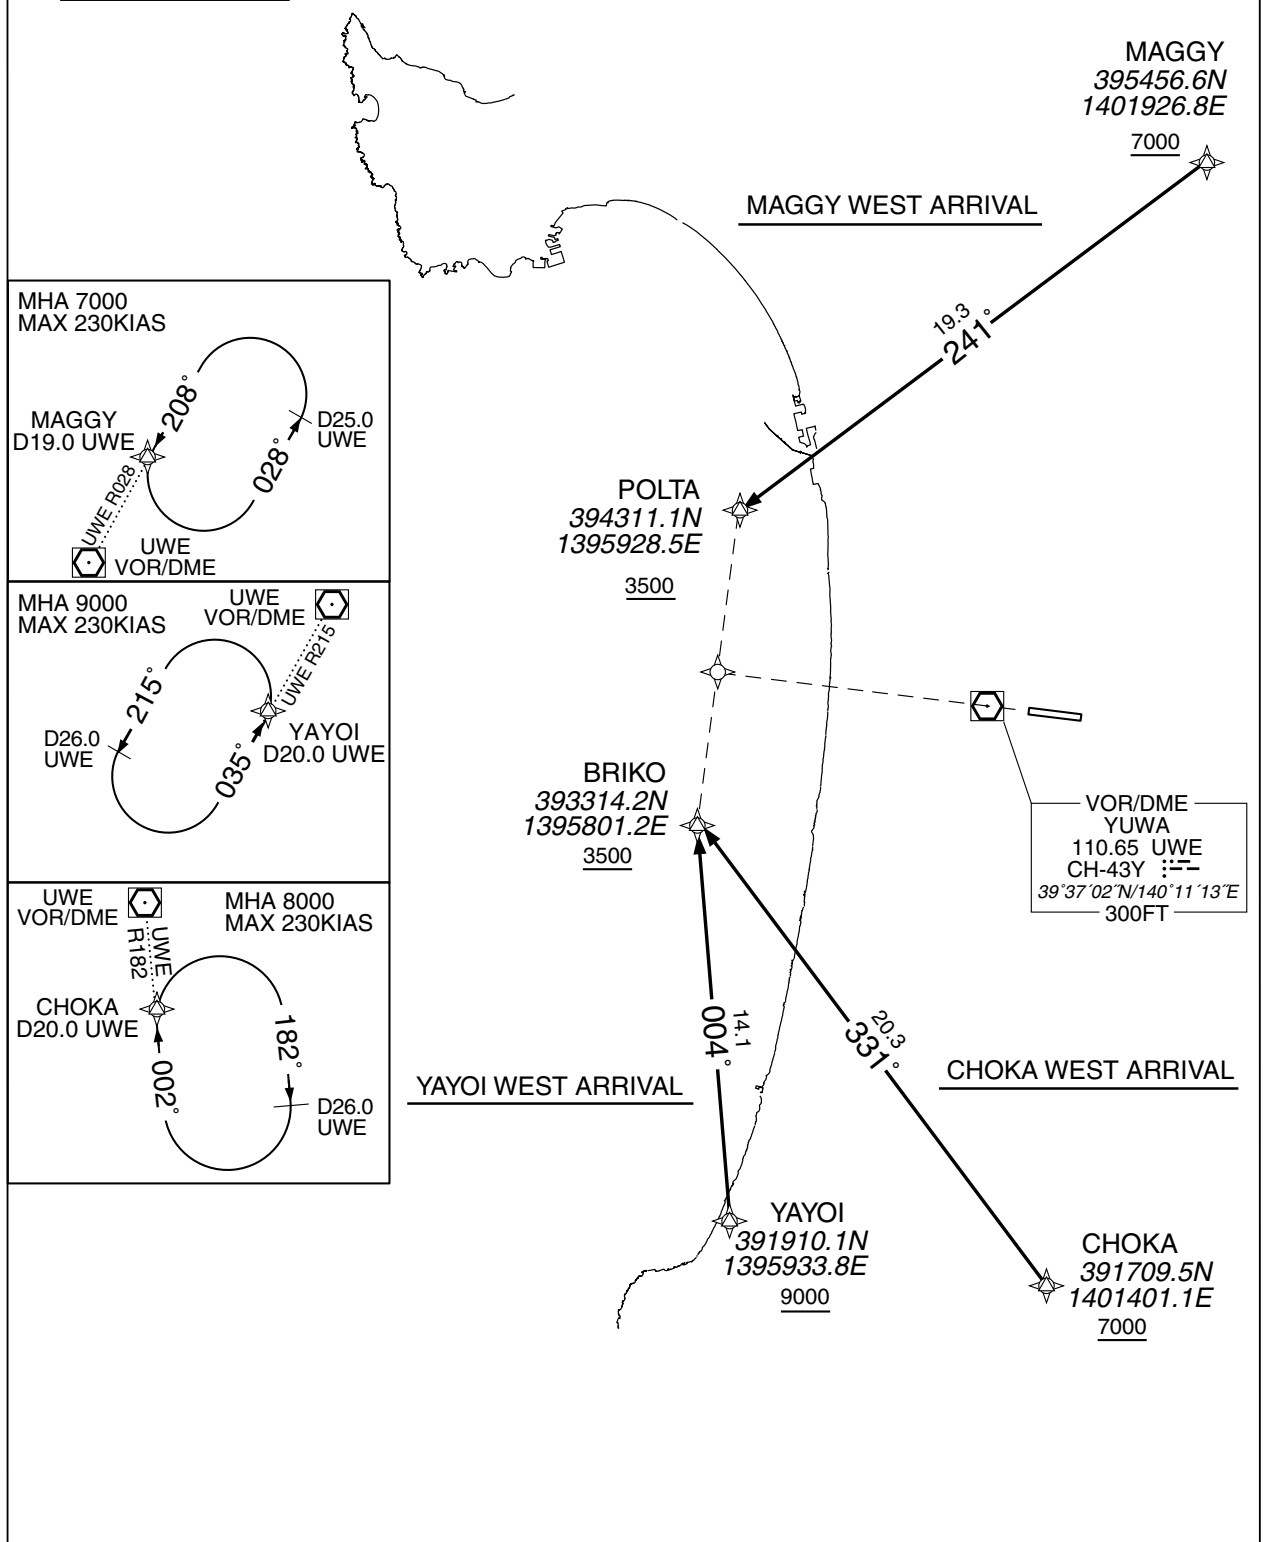 MAGGY
395456.6N
1401926.8E
7000
MAGGY WEST ARRIVAL
19.3
241°
MHA 7000
MAX 230KIAS
208°
MAGGY
D19.0 UWE
D25.0
UWE
028°
UWE R028
UWE
VOR/DME
POLTA
394311.1N
1395928.5E
3500
MHA 9000
MAX 230KIAS
UWE
VOR/DME
UWE R215
215°
D26.0
UWE
YAYOI
D20.0 UWE
035°
BRIKO
393314.2N
1395801.2E
3500
VOR/DME
YUWA
110.65 UWE
CH-43Y
39°37′02″N/140°11′13″E
300FT
UWE
VOR/DME
MHA 8000
MAX 230KIAS
UWE
R182
CHOKA
D20.0 UWE
182°
002°
D26.0
UWE
14.1
004°
20.3
331°
YAYOI WEST ARRIVAL
CHOKA WEST ARRIVAL
YAYOI
391910.1N
1395933.8E
9000
CHOKA
391709.5N
1401401.1E
7000